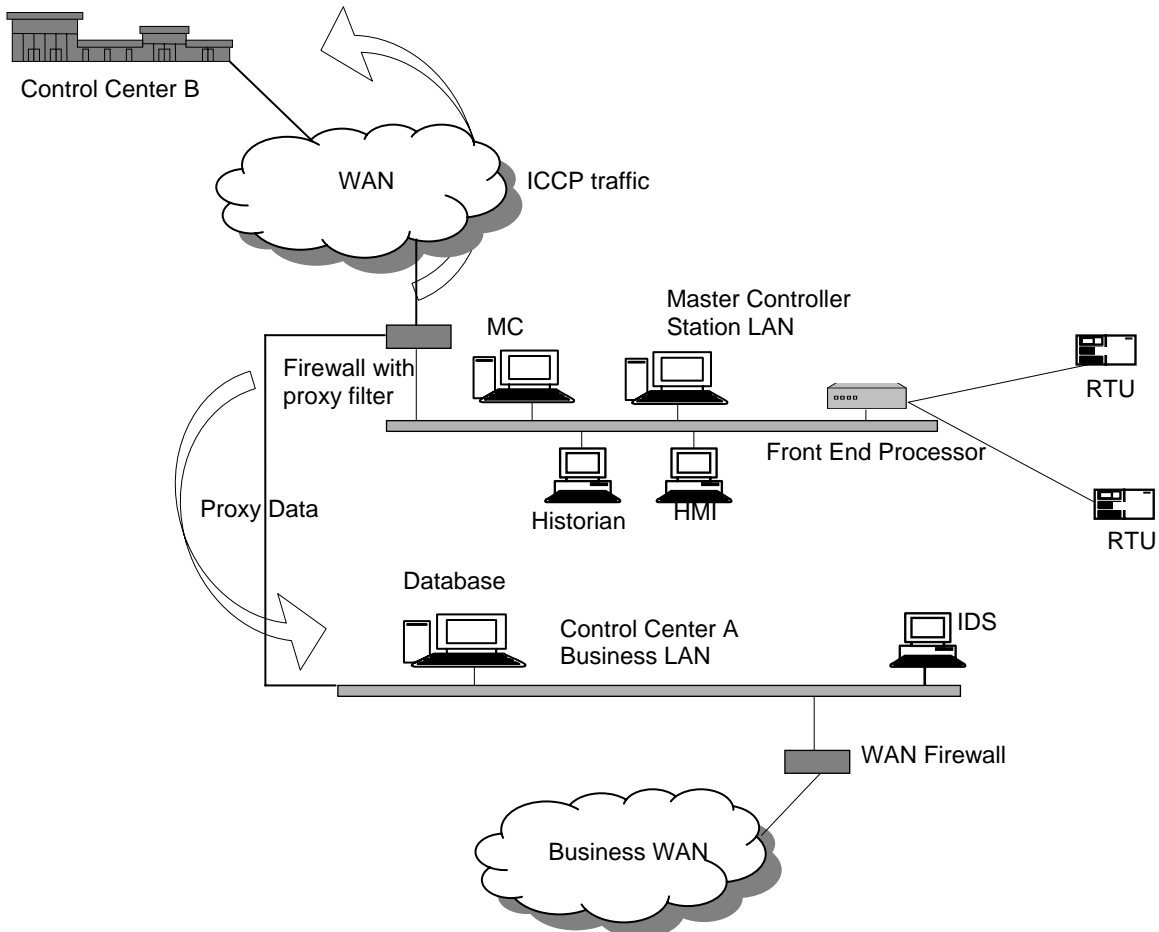 Control Center B
WAN
ICCP traffic
Master Controller
Station LAN
MC
Firewall with
proxy filter
RTU
Front End Processor
Proxy Data
Historian
HMI
RTU
Database
Control Center A
Business LAN
IDS
WAN Firewall
Business WAN